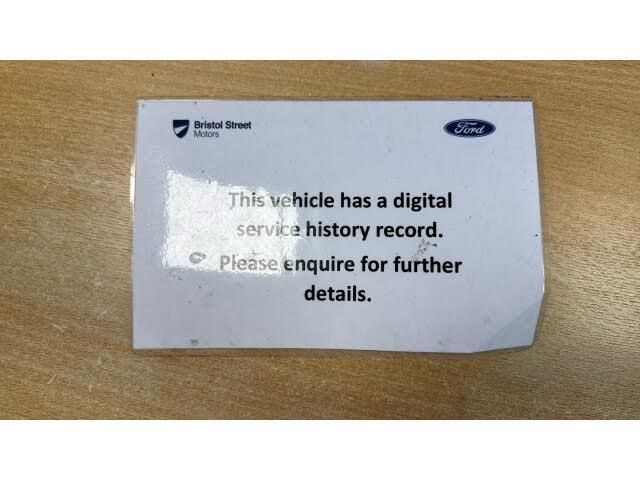 Bristol Street
Motors
Ford
This vehicle has a digital
service history record.
Please enquire for further
details.